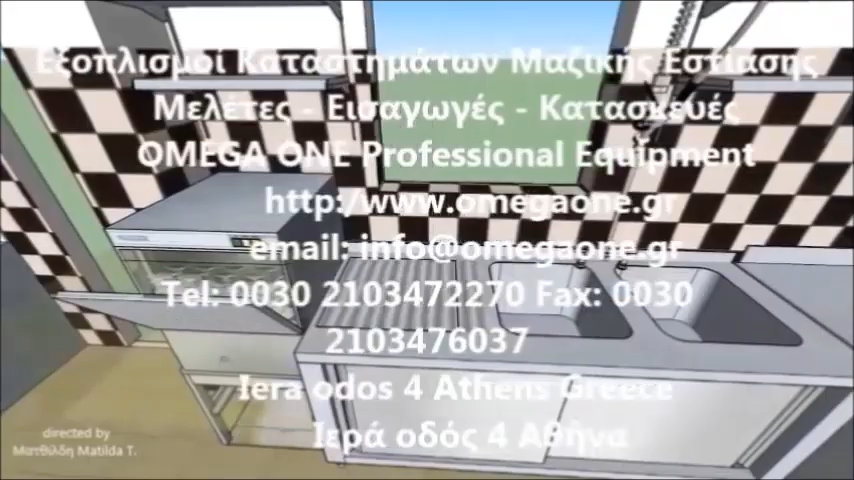 Εξοπλισμοί Καταστημάτων Μαζικής Εστίασης
Μελέτες - Εισαγωγές - Κατασκευές
OMEGA ONE Professional Equipment
http:/www.omegaone.gr
email: info@omegaone.gr
Tel: 0030 2103472270 Fax: 0030
2103476037
Iera odos 4 Athens Greece
Ιερά οδός 4 Αθήνα
directed by
Ματθίλδη Matilda T.